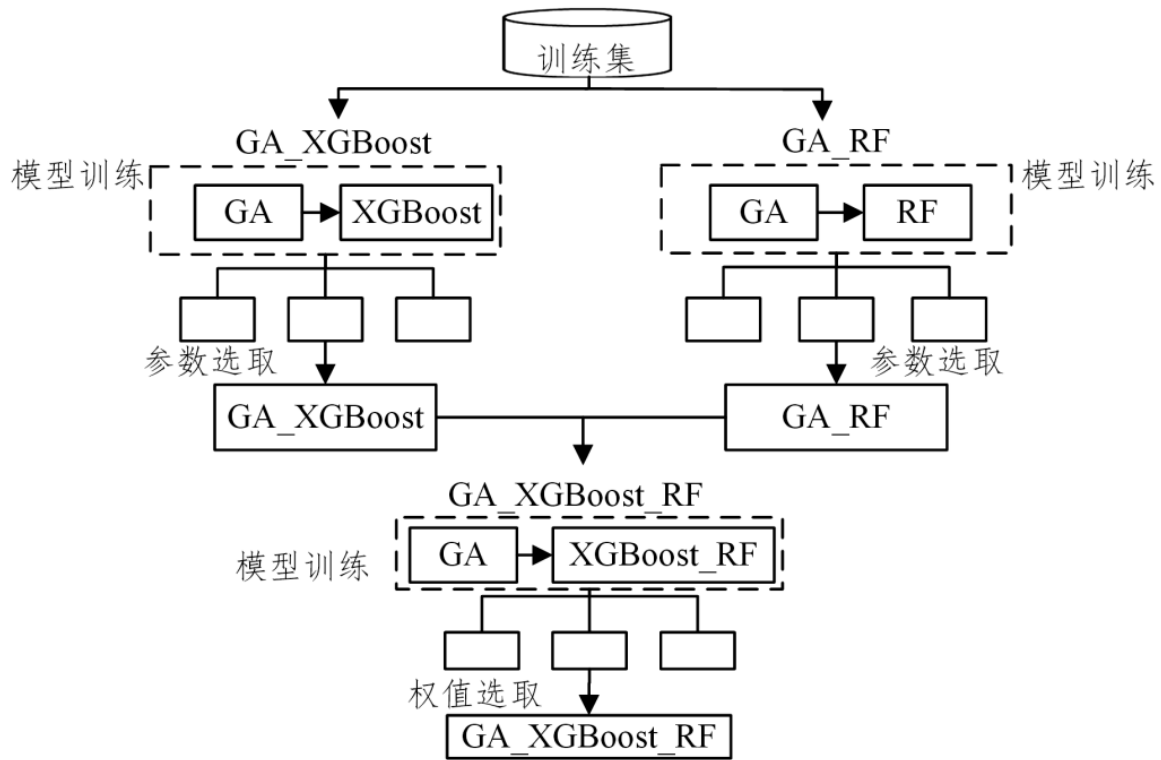 训练集
GA_XGBoost
GA_RF
模型训练
GA
XGBoost
GA
RF
模型训练
参数选取
参数选取
GA_XGBoost
GA_RF
GA_XGBoost_RF
模型训练
GA
XGBoost_RF
权值选取
GA_XGBoost_RF